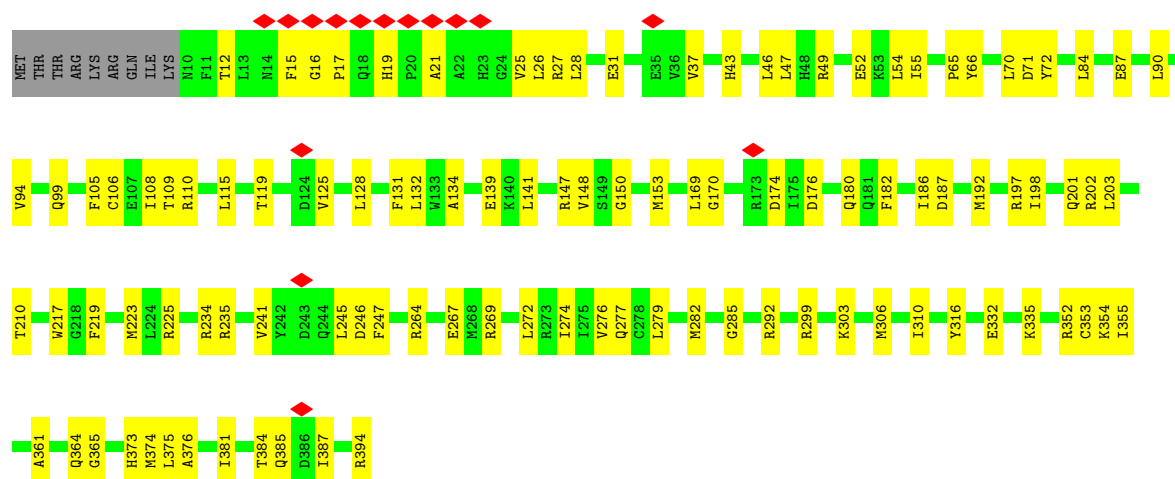 MET THR THR ARG LYS ARG GLN ILE LYS N10 F11 T12 L13 N14 F15 G16 P17 Q18 H19 P20 A21 A22 H23 G24 V25 L26 R27 L28 E31 E35 V36 V37 H43 L46 L47 H48 R49 E52 K53 L54 I55 P65 Y66 L70 D71 Y72 L84 E87 L90
V94 Q99 F105 C106 E107 I108 T109 R110 L115 T119 D124 V125 L128 F131 L132 W133 A134 E139 K140 L141 R147 V148 S149 G150 M153 L169 G170 R173 D174 I175 D176 Q180 Q181 F182 I186 D187 M192 R197 I198 Q201 R202 L203
T210 W217 G218 F219 M223 L224 R225 R234 R235 V241 Y242 D243 Q244 L245 D246 F247 R264 E267 M268 R269 L272 R273 I274 I275 V276 Q277 C278 L279 M282 G285 R292 R299 K303 M306 I310 Y316 E332 K335 R352 C353 K354 I355
A361 Q364 G365 H373 M374 L375 A376 I381 T384 Q385 D386 I387 R394